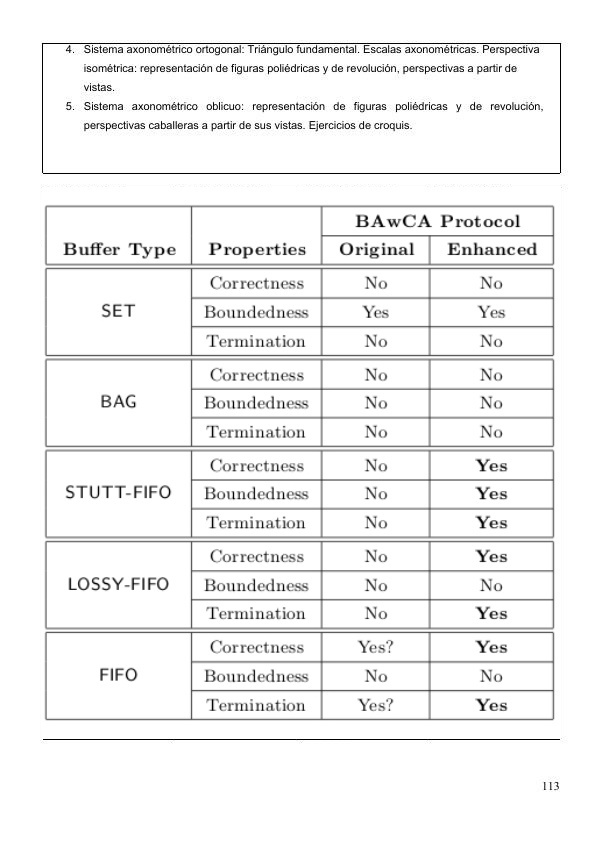 4. Sistema axonométrico ortogonal: Triángulo fundamental. Escalas axonométricas. Perspectiva
isométrica: representación de figuras poliédricas y de revolución, perspectivas a partir de
vistas.
5. Sistema axonométrico oblicuo: representación de figuras poliédricas y de revolución,
perspectivas caballeras a partir de sus vistas. Ejercicios de croquis.
BAwCA Protocol
Buffer Type Properties Original Enhanced
Correctness No No
SET Boundedness Yes Yes
Termination No No
Correctness No No
BAG Boundedness No No
Termination No No
Correctness No Yes
STUTT-FIFO Boundedness No Yes
Termination No Yes
Correctness No Yes
LOSSY-FIFO Boundedness No No
Termination No Yes
Correctness Yes? Yes
FIFO Boundedness No No
Termination Yes? Yes
113